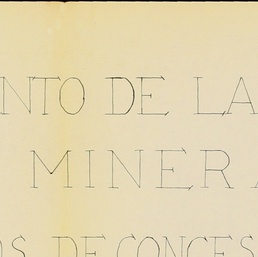 NTO DE LA
MINERA
OS DE CONCES